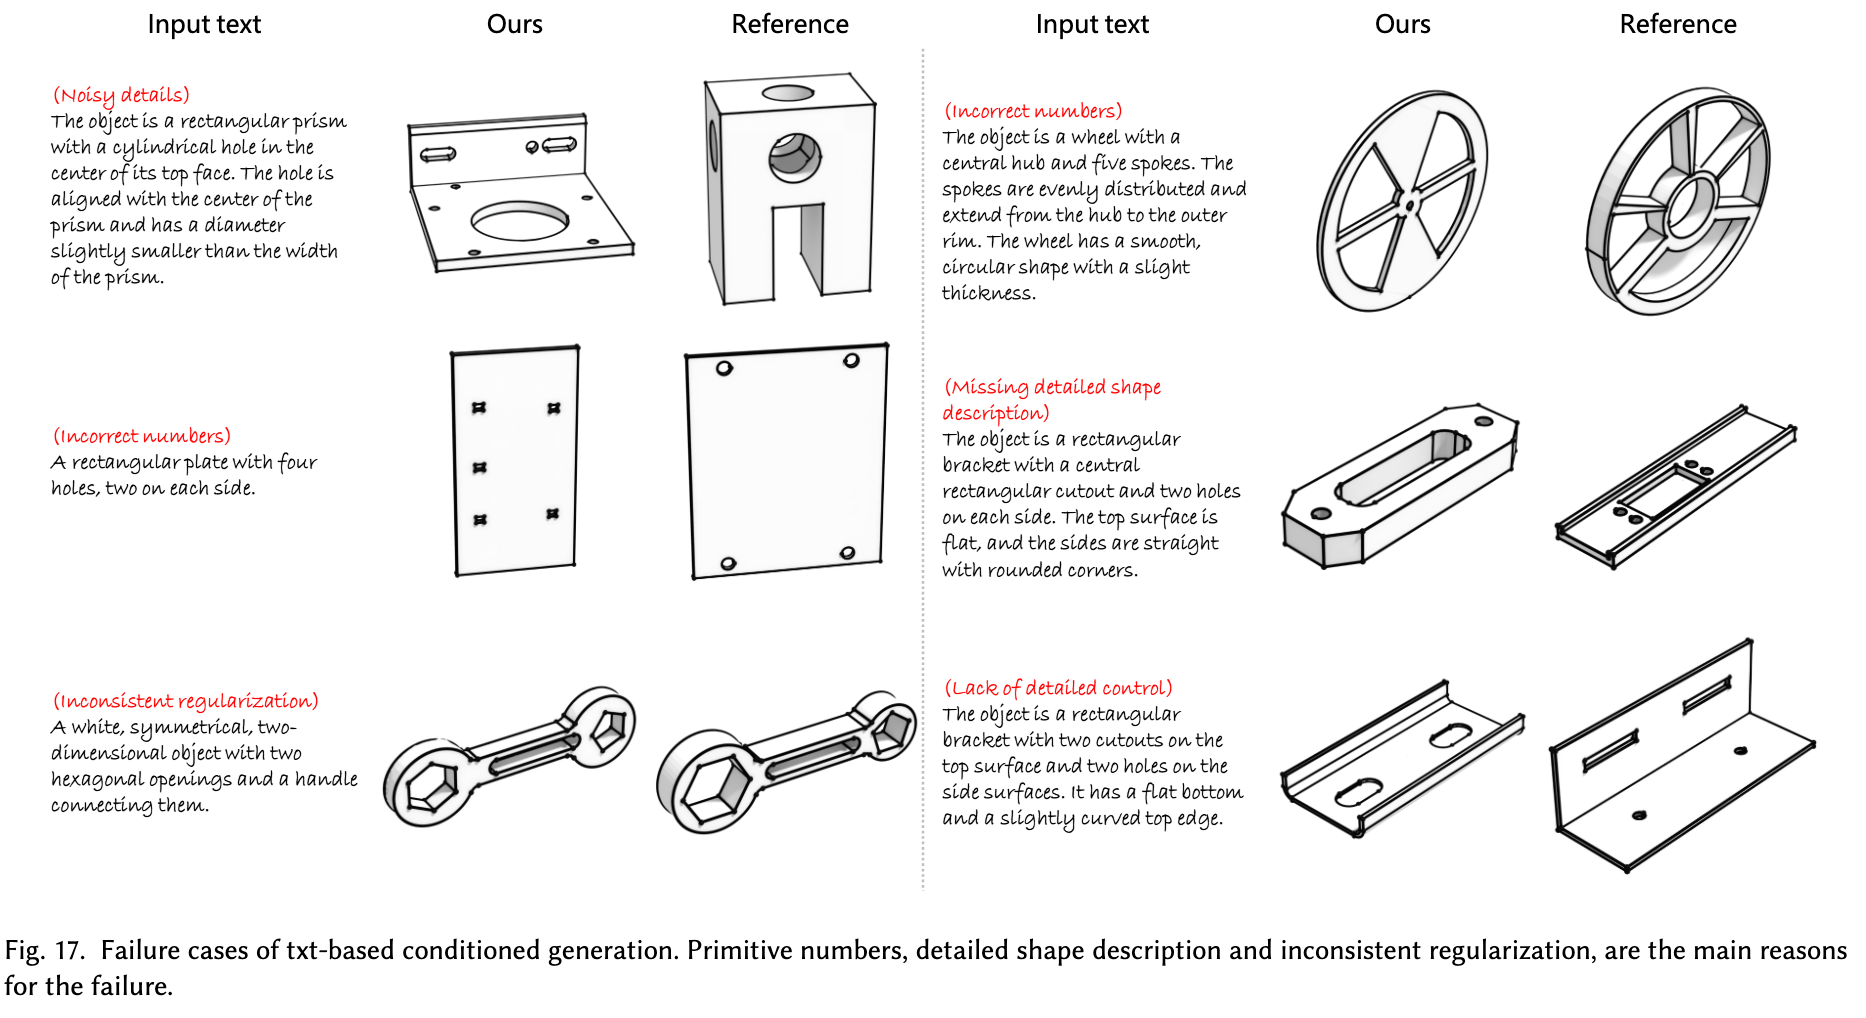 Input text
Ours
Reference
(Noisy details)
The object is a rectangular prism
with a cylindrical hole in the
center of its top face. The hole is
aligned with the center of the
prism and has a diameter
slightly smaller than the width
of the prism.
(Incorrect numbers)
A rectangular plate with four
holes, two on each side.
(Inconsistent regularization)
A white, symmetrical, two-
dimensional object with two
hexagonal openings and a handle
connecting them.
Input text
Ours
Reference
(Incorrect numbers)
The object is a wheel with a
central hub and five spokes. The
spokes are evenly distributed and
extend from the hub to the outer
rim. The wheel has a smooth,
circular shape with a slight
thickness.
(Missing detailed shape
description)
The object is a rectangular
bracket with a central
rectangular cutout and two holes
on each side. The top surface is
flat, and the sides are straight
with rounded corners.
(Lack of detailed control)
The object is a rectangular
bracket with two cutouts on the
top surface and two holes on the
side surfaces. It has a flat bottom
and a slightly curved top edge.
Fig. 17. Failure cases of txt-based conditioned generation. Primitive numbers, detailed shape description and inconsistent regularization, are the main reasons
for the failure.